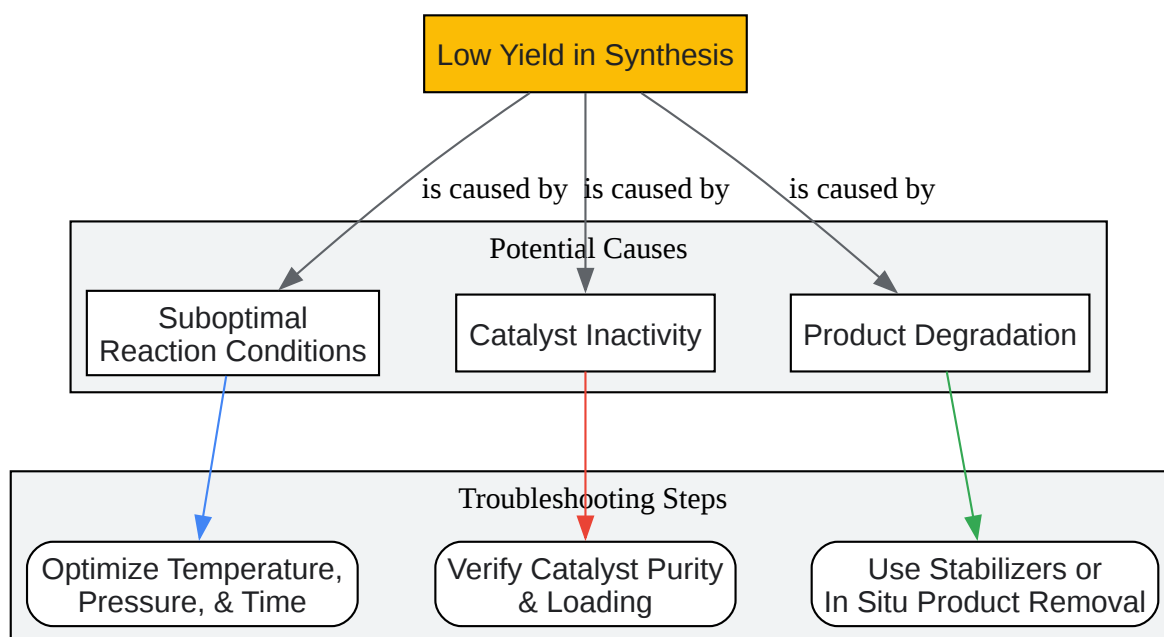 Low Yield in Synthesis
is caused by
is caused by
is caused by
Potential Causes
Suboptimal
Reaction Conditions
Catalyst Inactivity
Product Degradation
Troubleshooting Steps
Optimize Temperature,
Pressure, & Time
Verify Catalyst Purity
& Loading
Use Stabilizers or
In Situ Product Removal